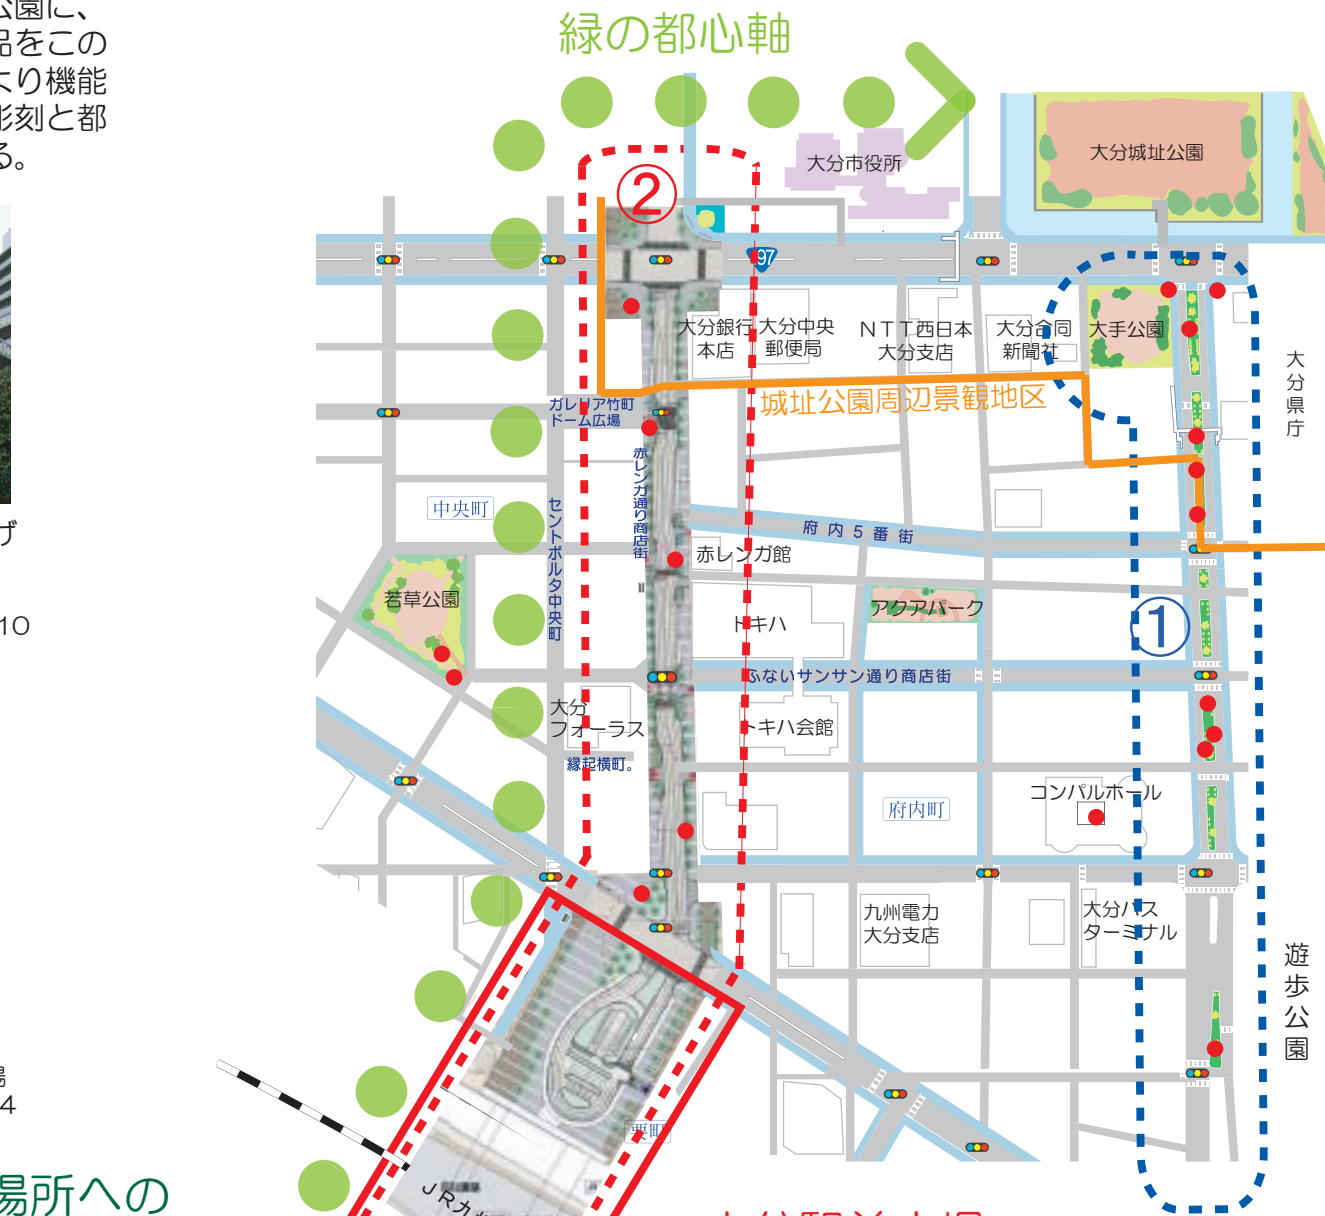 公園に、
品をこの
より機能
彫刻と都
る。
緑の都心軸
②
大分市役所
大分城址公園
97
大分銀行
本店
大分中央
郵便局
ＮＴＴ西日本
大分支店
大分合同
新聞社
大手公園
大分県庁
ガレリア竹町
ドーム広場
城址公園周辺景観地区
赤レンガ通り商店街
中央町
セントポルタ中央町
府内５番街
げ
赤レンガ館
若草公園
アクアパーク
10
トキハ
①
ふないサンサン通り商店街
大分
フォーラス
トキハ会館
縁起横町。
コンパルホール
府内町
九州電力
大分支店
大分バス
ターミナル
遊歩公園
場
4
要町
ＪＲ九
場所への